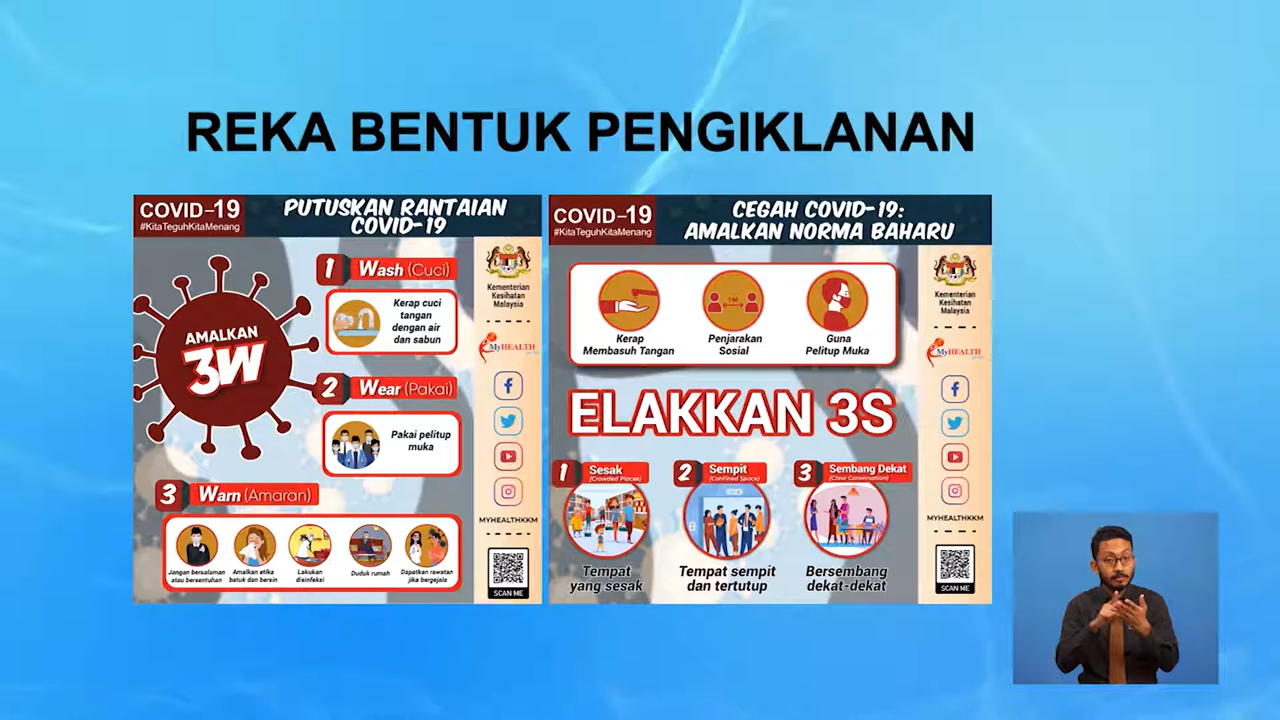 REKA BENTUK PENGIKLANAN
COVID-19
#KitaTeguhKitaMenang
PUTUSKAN RANTAIAN
COVID-19
AMALKAN
3W
1 Wash (Cuci)
Kerap cuci
tangan
dengan air
dan sabun
2 Wear (Pakai)
Pakai pelitup
muka
3 Warn (Amaran)
Jangan bersalaman
atau bersentuhan
Amalkan etika
batuk dan bersin
Lakukan
disinfeksi
Duduk rumah
Dapatkan rawatan
jika bergejala
Kementerian
Kesihatan
Malaysia
MyHEALTH
MYHEALTHKKM
SCAN ME
COVID-19
#KitaTeguhKitaMenang
CEGAH COVID-19:
AMALKAN NORMA BAHARU
Kerap
Membasuh Tangan
1M
Penjarakan
Sosial
Guna
Pelitup Muka
ELAKKAN 3S
1 Sesak
(Crowded Places)
Tempat
yang sesak
2 Sempit
(Confined Space)
Tempat sempit
dan tertutup
3 Sembang Dekat
(Close Conversation)
Bersembang
dekat-dekat
Kementerian
Kesihatan
Malaysia
MyHEALTH
MYHEALTHKKM
SCAN ME